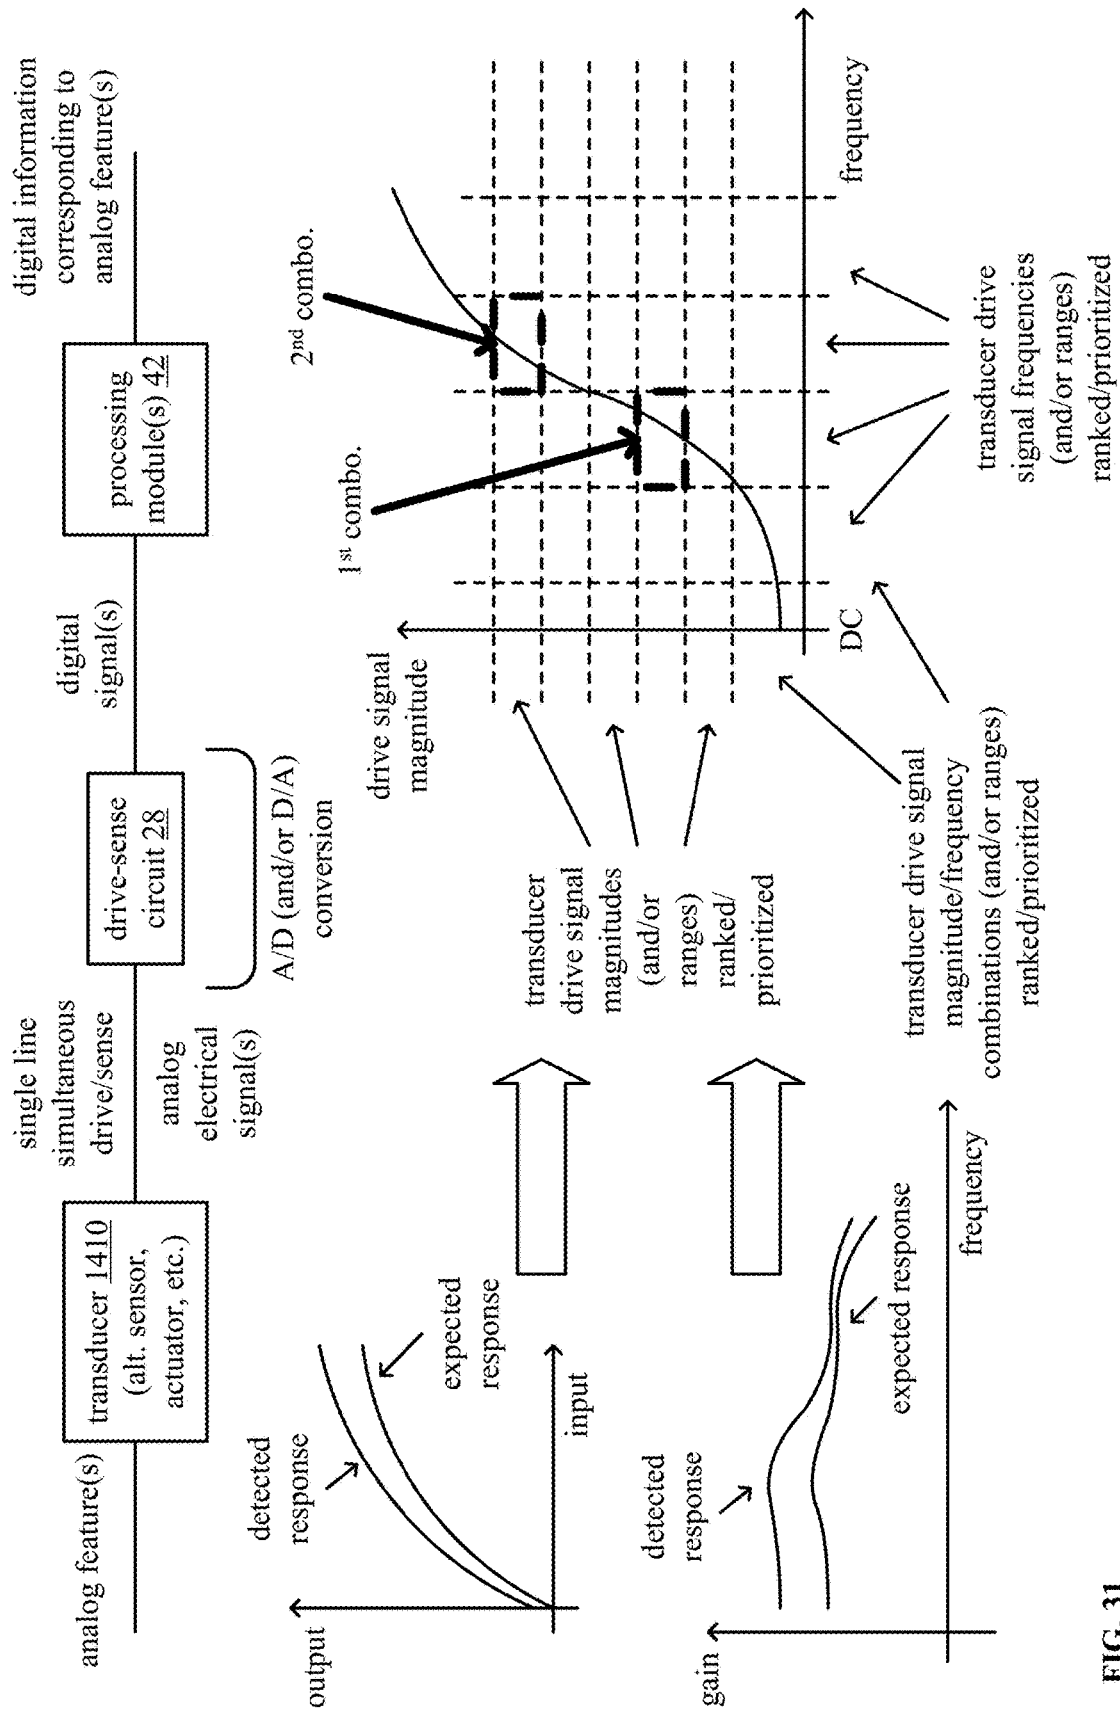 analog feature(s)
transducer 1410
(alt. sensor,
actuator, etc.)
single line
simultaneous
drive/sense
analog
electrical
signal(s)
drive-sense
circuit 28
A/D (and/or D/A)
conversion
digital
signal(s)
processing
module(s) 42
digital information
corresponding to
analog feature(s)
output
detected
response
expected
response
input
gain
detected
response
expected response
frequency
transducer
drive signal
magnitudes
(and/or
ranges)
ranked/
prioritized
drive signal
magnitude
1st combo.
2nd combo.
DC
frequency
transducer drive signal
magnitude/frequency
combinations (and/or ranges)
ranked/prioritized
transducer drive
signal frequencies
(and/or ranges)
ranked/prioritized
FIG. 31